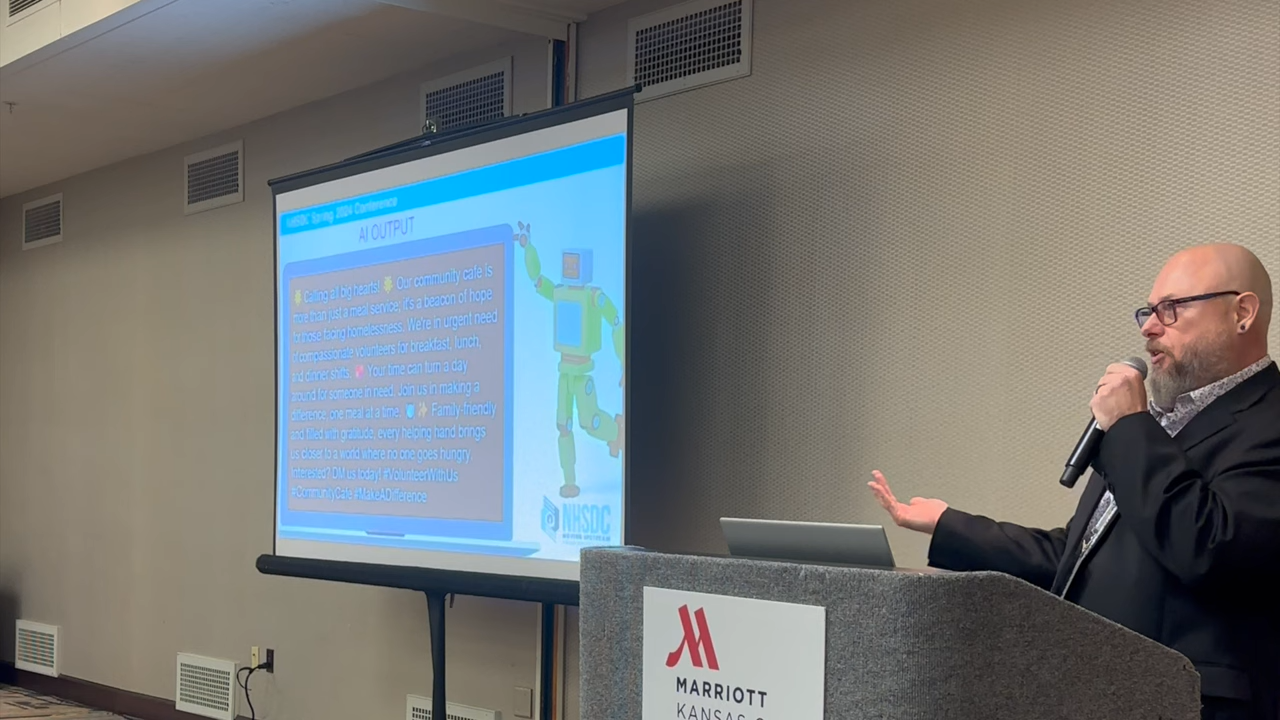 NHSDC Spring 2024 Conference
AI OUTPUT
Calling all big hearts! Our community cafe is
more than just a meal service, it's a beacon of hope
for those facing homelessness. We're in urgent need
of compassionate volunteers for breakfast, lunch,
and dinner shifts. Your time can turn a day
around for someone in need. Join us in making a
difference, one meal at a time. Family-friendly
and filled with gratitude, every helping hand brings
us closer to a world where no one goes hungry
Interested? DM us today! #VolunteerWithUs
#CommunityCafe #MakeADifference
NHSDC
MARRIOTT
KANSAS